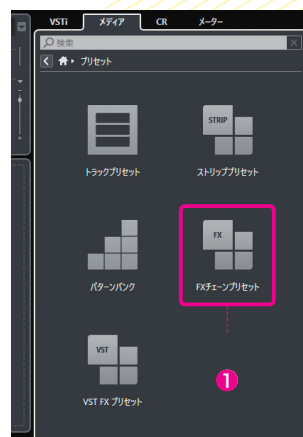 VSTi メディア CR メーター
検索
プリセット
STRIP
トラックプリセット ストリッププリセット
FX
パターンバンク FXチェーンプリセット
VST
1
VST FX プリセット